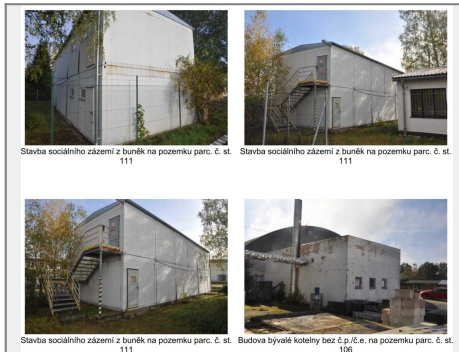 Stavba sociálního zázemí z buněk na pozemku parc. č. st.
111
Stavba sociálního zázemí z buněk na pozemku parc. č. st.
111
Stavba sociálního zázemí z buněk na pozemku parc. č. st.
111
Budova bývalé kotelny bez č.p./č.e. na pozemku parc. č. st.
106